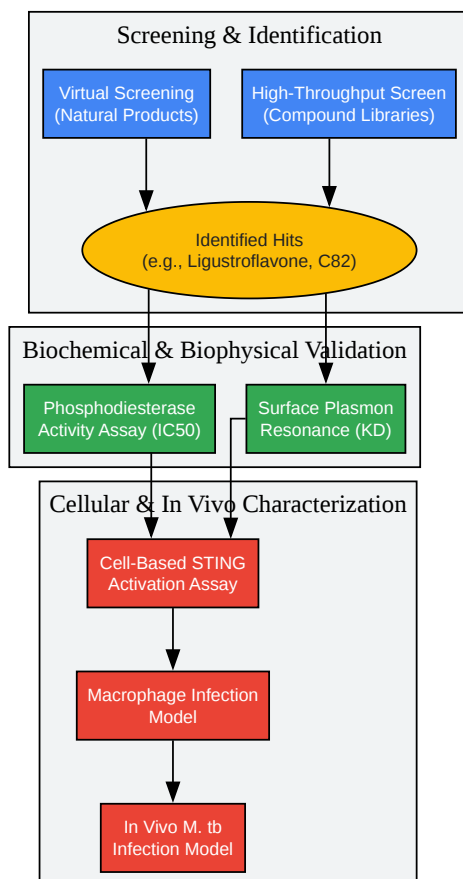 Screening & Identification
Virtual Screening
(Natural Products)
High-Throughput Screen
(Compound Libraries)
Identified Hits
(e.g., Ligustroflavone, C82)
Biochemical & Biophysical Validation
Phosphodiesterase
Activity Assay (IC50)
Surface Plasmon
Resonance (KD)
Cellular & In Vivo Characterization
Cell-Based STING
Activation Assay
Macrophage Infection
Model
In Vivo M. tb
Infection Model